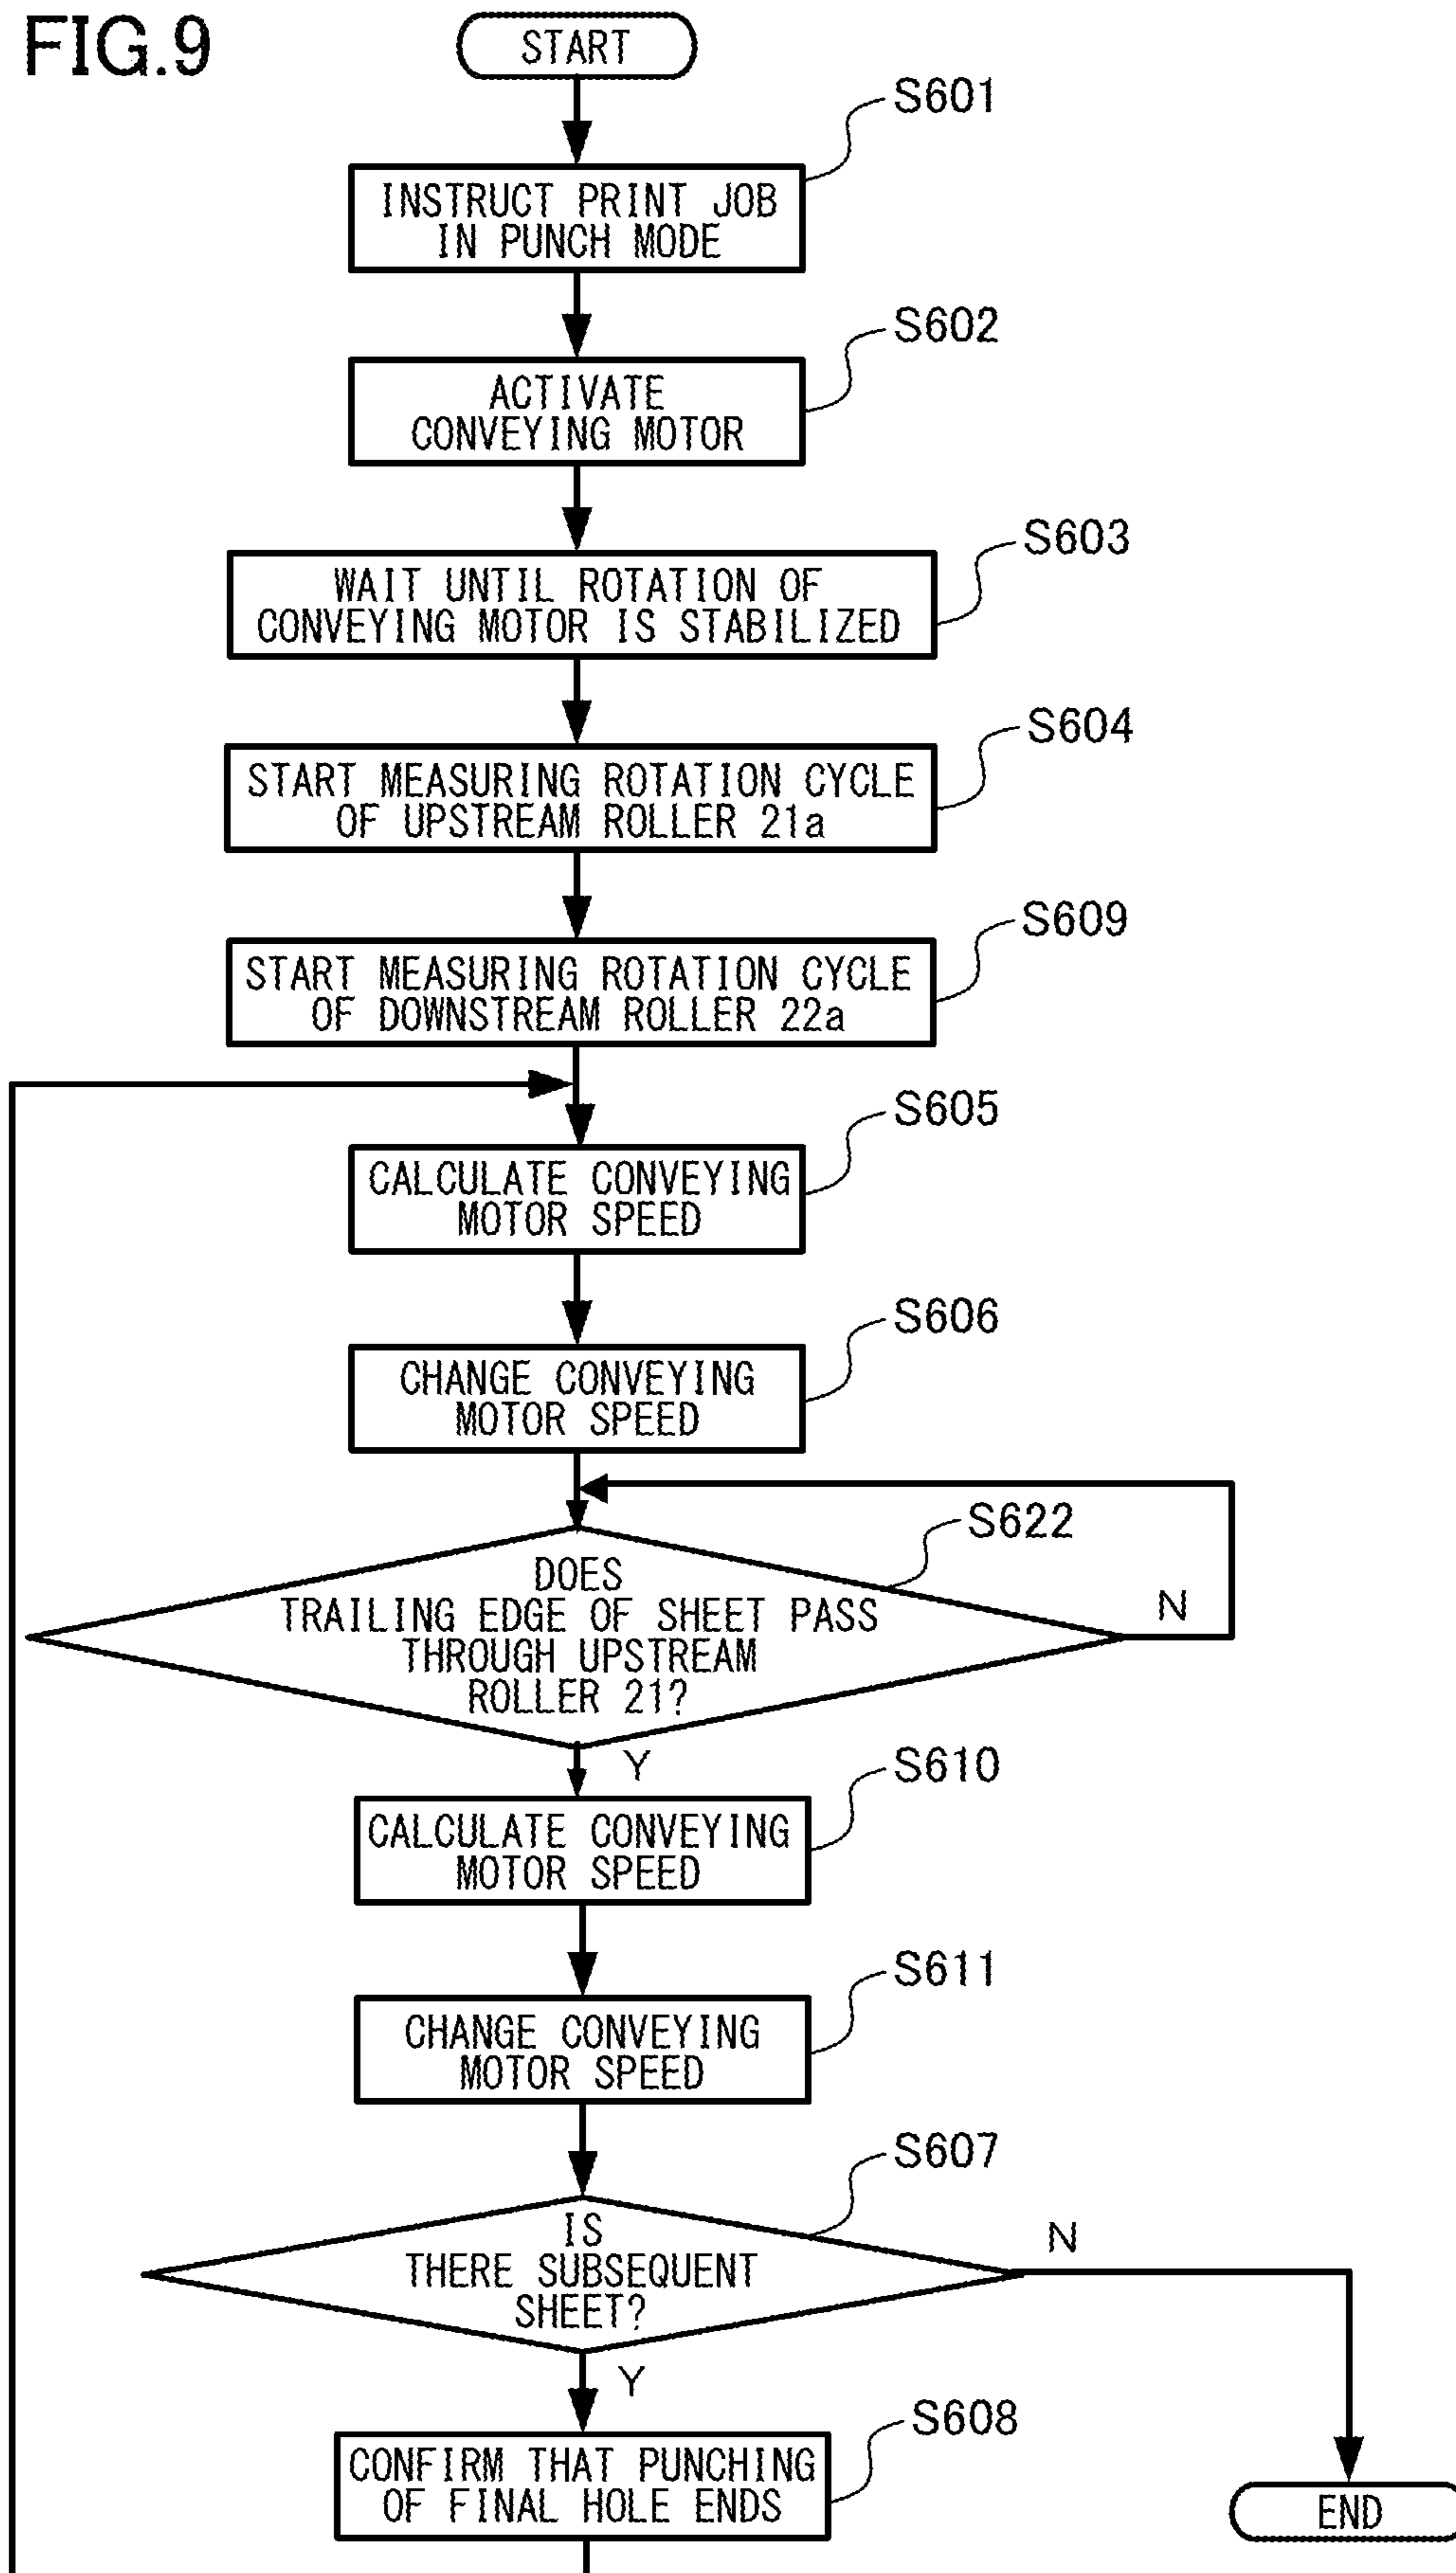 FIG.9
START
S601
INSTRUCT PRINT JOB
IN PUNCH MODE
S602
ACTIVATE
CONVEYING MOTOR
S603
WAIT UNTIL ROTATION OF
CONVEYING MOTOR IS STABILIZED
S604
START MEASURING ROTATION CYCLE
OF UPSTREAM ROLLER 21a
S609
START MEASURING ROTATION CYCLE
OF DOWNSTREAM ROLLER 22a
S605
CALCULATE CONVEYING
MOTOR SPEED
S606
CHANGE CONVEYING
MOTOR SPEED
S622
DOES
TRAILING EDGE OF SHEET PASS
THROUGH UPSTREAM
ROLLER 21?
N
Y
S610
CALCULATE CONVEYING
MOTOR SPEED
S611
CHANGE CONVEYING
MOTOR SPEED
S607
IS
THERE SUBSEQUENT
SHEET?
N
Y
S608
CONFIRM THAT PUNCHING
OF FINAL HOLE ENDS
END